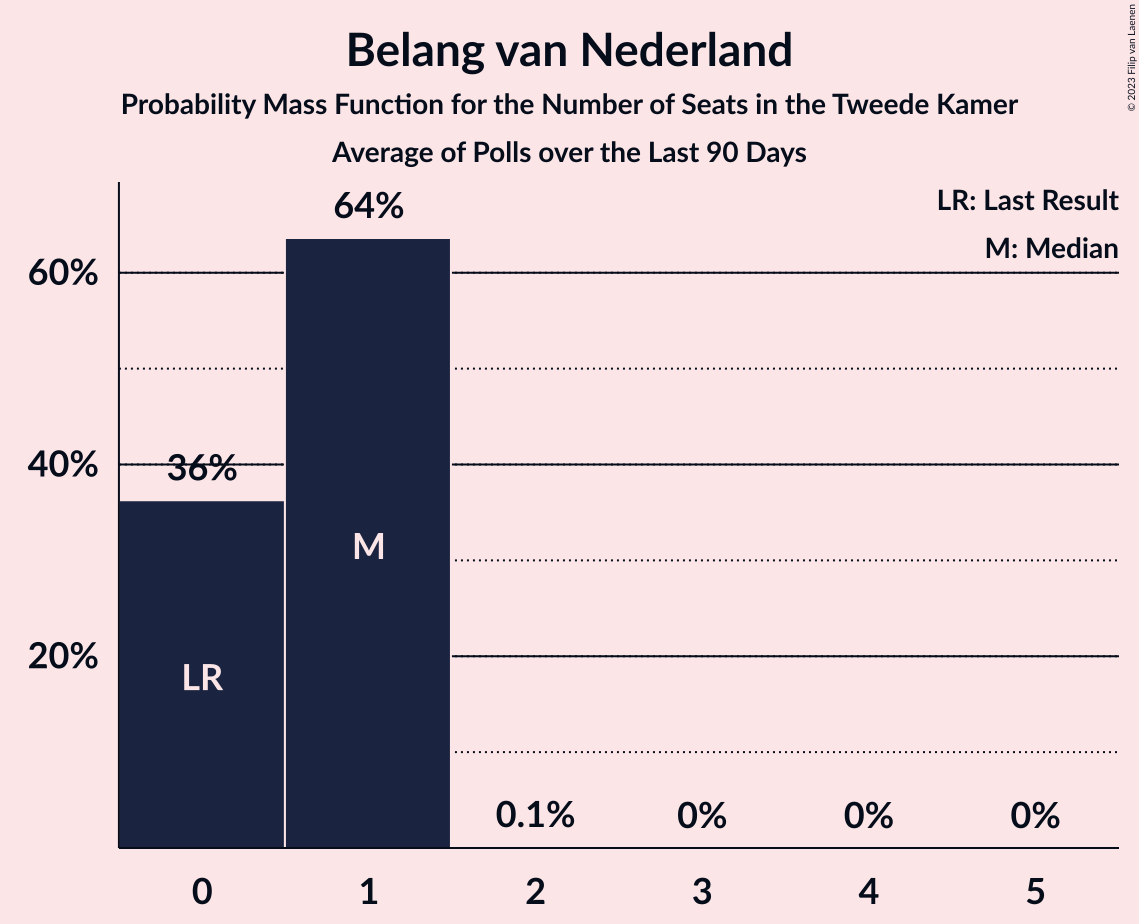 Belang van Nederland
Probability Mass Function for the Number of Seats in the Tweede Kamer
Average of Polls over the Last 90 Days
© 2023 Filip van Laenen
LR: Last Result
M: Median
64%
60%
40%
36%
20%
M
LR
0.1%
0%
0%
0%
0
1
2
3
4
5